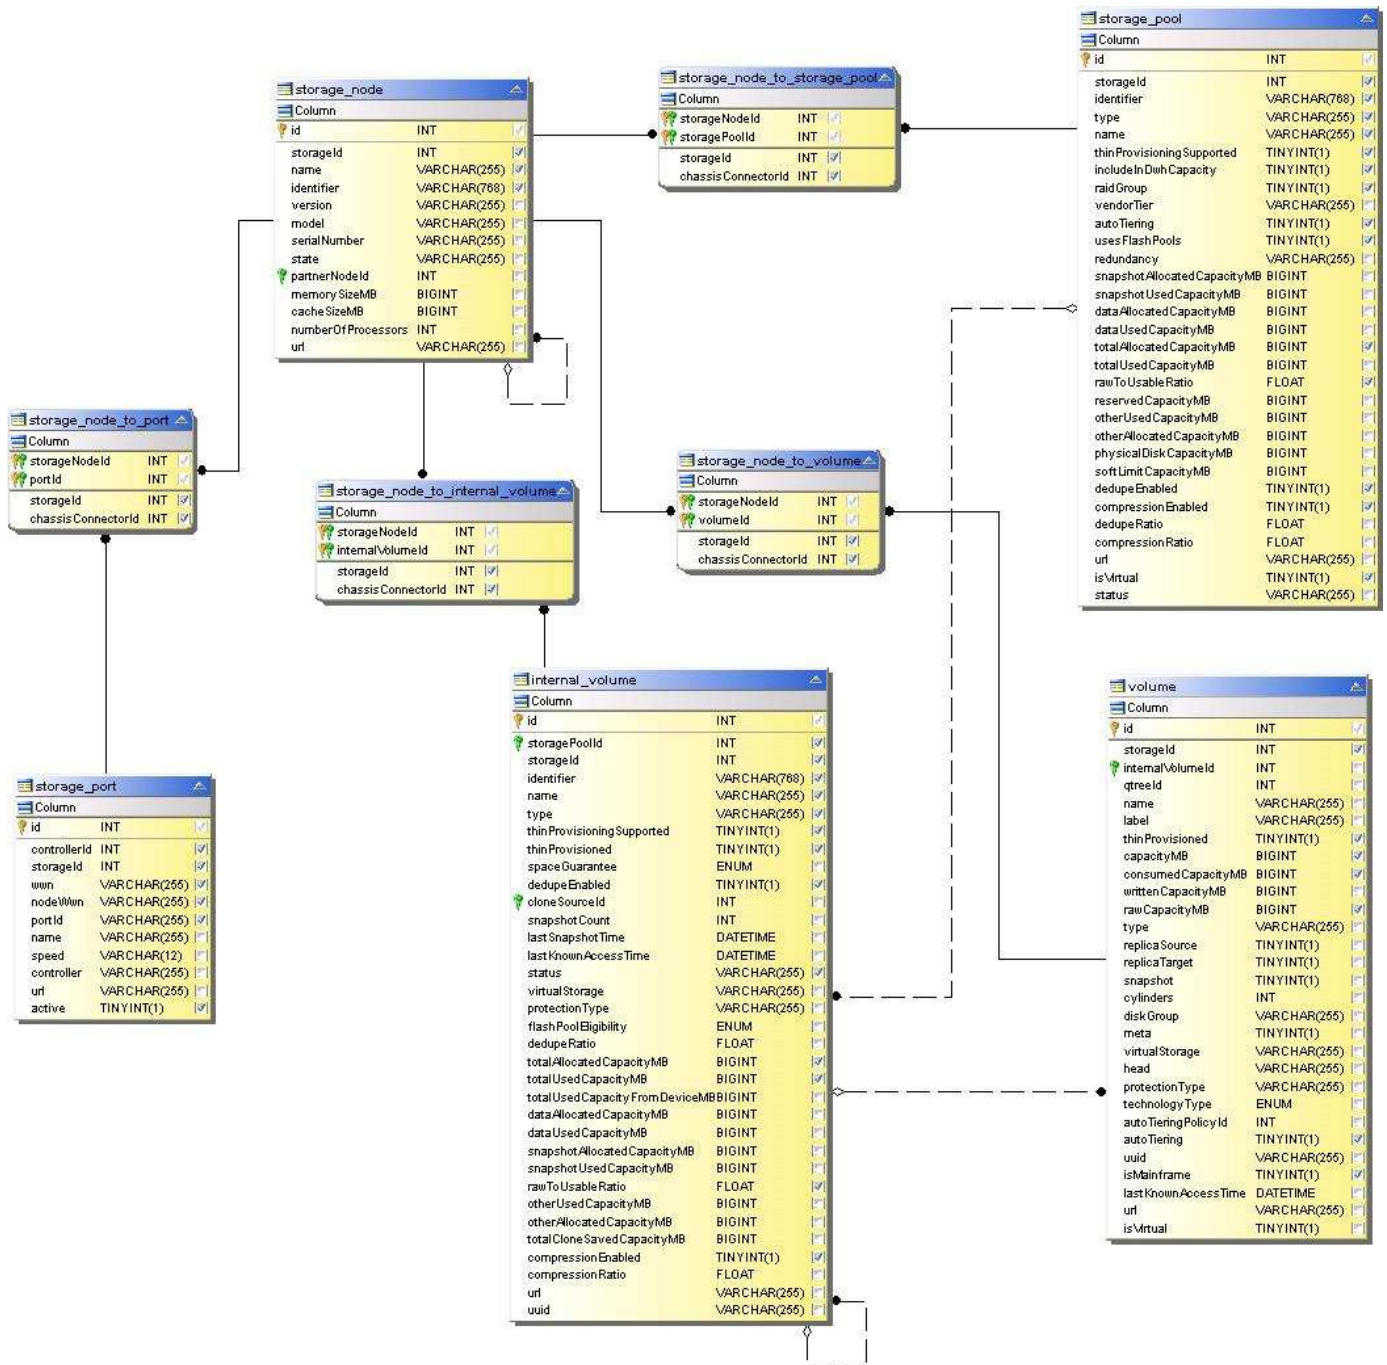 storage_pool
Column
id INT
storageId INT
identifier VARCHAR(768)
type VARCHAR(255)
name VARCHAR(255)
thinProvisioningSupported TINYINT(1)
includeInDwhCapacity TINYINT(1)
raidGroup TINYINT(1)
vendorTier VARCHAR(255)
autoTiering TINYINT(1)
usesFlashPools TINYINT(1)
redundancy VARCHAR(255)
snapshotAllocatedCapacityMB BIGINT
snapshotUsedCapacityMB BIGINT
dataAllocatedCapacityMB BIGINT
dataUsedCapacityMB BIGINT
totalAllocatedCapacityMB BIGINT
totalUsedCapacityMB BIGINT
rawToUsableRatio FLOAT
reservedCapacityMB BIGINT
otherUsedCapacityMB BIGINT
otherAllocatedCapacityMB BIGINT
physicalDiskCapacityMB BIGINT
softLimitCapacityMB BIGINT
dedupeEnabled TINYINT(1)
compressionEnabled TINYINT(1)
dedupeRatio FLOAT
compressionRatio FLOAT
url VARCHAR(255)
isVirtual TINYINT(1)
status VARCHAR(255)
storage_node_to_storage_pool
Column
storageNodeId INT
storagePoolId INT
storageId INT
chassisConnectorId INT
storage_node
Column
id INT
storageId INT
name VARCHAR(255)
identifier VARCHAR(768)
version VARCHAR(255)
model VARCHAR(255)
serialNumber VARCHAR(255)
state VARCHAR(255)
partnerNodeId INT
memorySizeMB BIGINT
cacheSizeMB BIGINT
numberOfProcessors INT
url VARCHAR(255)
storage_node_to_port
Column
storageNodeId INT
portId INT
storageId INT
chassisConnectorId INT
storage_node_to_internal_volume
Column
storageNodeId INT
internalVolumeId INT
storageId INT
chassisConnectorId INT
storage_node_to_volume
Column
storageNodeId INT
volumeId INT
storageId INT
chassisConnectorId INT
storage_port
Column
id INT
controllerId INT
storageId INT
wwn VARCHAR(255)
nodeWwn VARCHAR(255)
portId VARCHAR(255)
name VARCHAR(255)
speed VARCHAR(12)
controller VARCHAR(255)
url VARCHAR(255)
active TINYINT(1)
internal_volume
Column
id INT
storagePoolId INT
storageId INT
identifier VARCHAR(768)
name VARCHAR(255)
type VARCHAR(255)
thinProvisioningSupported TINYINT(1)
thinProvisioned TINYINT(1)
spaceGuarantee ENUM
dedupeEnabled TINYINT(1)
cloneSourceId INT
snapshotCount INT
lastSnapshotTime DATETIME
lastKnownAccessTime DATETIME
status VARCHAR(255)
virtualStorage VARCHAR(255)
protectionType VARCHAR(255)
flashPoolEligibility ENUM
dedupeRatio FLOAT
totalAllocatedCapacityMB BIGINT
totalUsedCapacityMB BIGINT
totalUsedCapacityFromDeviceMB BIGINT
dataAllocatedCapacityMB BIGINT
dataUsedCapacityMB BIGINT
snapshotAllocatedCapacityMB BIGINT
snapshotUsedCapacityMB BIGINT
rawToUsableRatio FLOAT
otherUsedCapacityMB BIGINT
otherAllocatedCapacityMB BIGINT
totalCloneSavedCapacityMB BIGINT
compressionEnabled TINYINT(1)
compressionRatio FLOAT
url VARCHAR(255)
uuid VARCHAR(255)
volume
Column
id INT
storageId INT
internalVolumeId INT
qtreeId INT
name VARCHAR(255)
label VARCHAR(255)
thinProvisioned TINYINT(1)
capacityMB BIGINT
consumedCapacityMB BIGINT
writtenCapacityMB BIGINT
rawCapacityMB BIGINT
type VARCHAR(255)
replicaSource TINYINT(1)
replicaTarget TINYINT(1)
snapshot TINYINT(1)
cylinders INT
diskGroup VARCHAR(255)
meta TINYINT(1)
virtualStorage VARCHAR(255)
head VARCHAR(255)
protectionType VARCHAR(255)
technologyType ENUM
autoTieringPolicyId INT
autoTiering TINYINT(1)
uuid VARCHAR(255)
isMainframe TINYINT(1)
lastKnownAccessTime DATETIME
url VARCHAR(255)
isVirtual TINYINT(1)